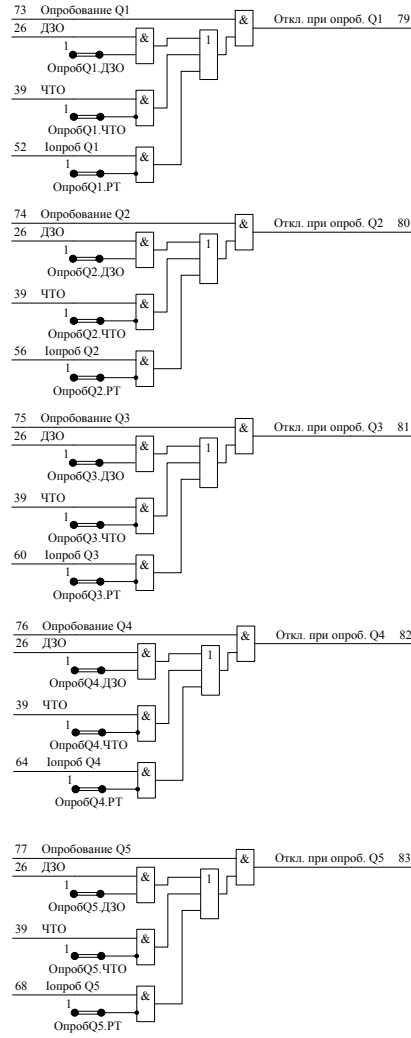 73 Опробование Q1
&
Откл. при опроб. Q1 79
26 ДЗО
&
1
1
ОпробQ1.ДЗО
39 ЧТО
&
1
ОпробQ1.ЧТО
52 Iопроб Q1
&
1
ОпробQ1.РТ
74 Опробование Q2
&
Откл. при опроб. Q2 80
26 ДЗО
&
1
1
ОпробQ2.ДЗО
39 ЧТО
&
1
ОпробQ2.ЧТО
56 Iопроб Q2
&
1
ОпробQ2.РТ
75 Опробование Q3
&
Откл. при опроб. Q3 81
26 ДЗО
&
1
1
ОпробQ3.ДЗО
39 ЧТО
&
1
ОпробQ3.ЧТО
60 Iопроб Q3
&
1
ОпробQ3.РТ
76 Опробование Q4
&
Откл. при опроб. Q4 82
26 ДЗО
&
1
1
ОпробQ4.ДЗО
39 ЧТО
&
1
ОпробQ4.ЧТО
64 Iопроб Q4
&
1
ОпробQ4.РТ
77 Опробование Q5
&
Откл. при опроб. Q5 83
26 ДЗО
&
1
1
ОпробQ5.ДЗО
39 ЧТО
&
1
ОпробQ5.ЧТО
68 Iопроб Q5
&
1
ОпробQ5.РТ